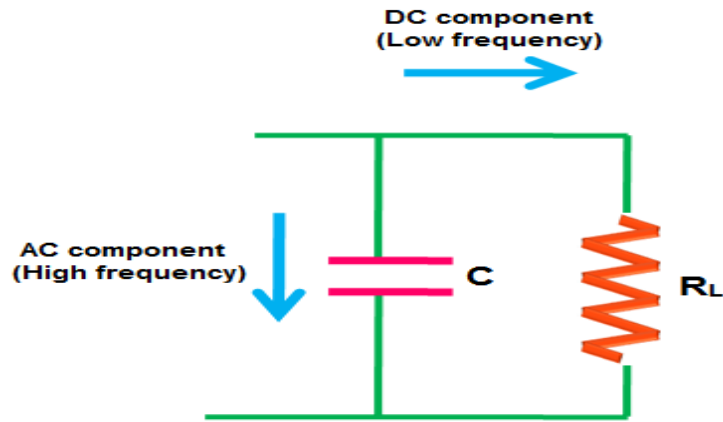 DC component
(Low frequency)
AC component
(High frequency)
C
RL